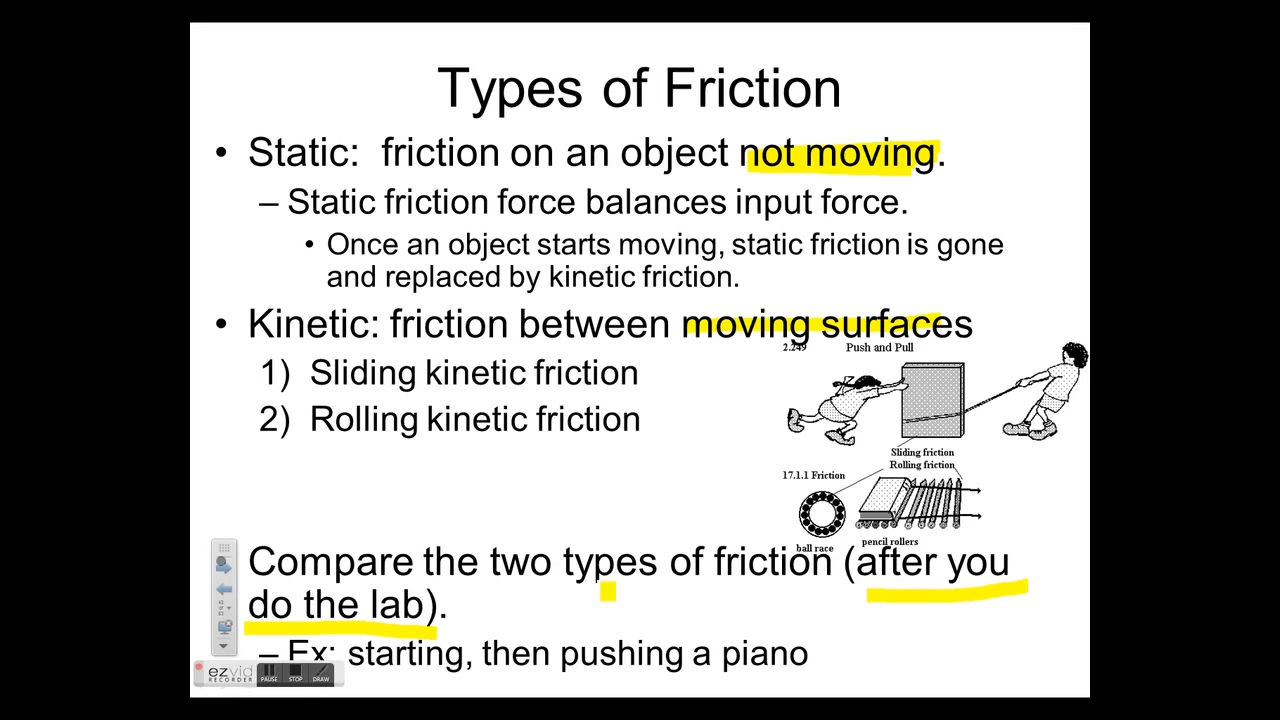 Types of Friction
• Static: friction on an object not moving.
– Static friction force balances input force.
• Once an object starts moving, static friction is gone
and replaced by kinetic friction.
• Kinetic: friction between moving surfaces
1) Sliding kinetic friction
2) Rolling kinetic friction
2.249 Push and Pull
Sliding friction
Rolling friction
17.1.1 Friction
pencil rollers
ball race
Compare the two types of friction (after you
do the lab).
– Ex: starting, then pushing a piano
ezvid
RECORDER
PAUSE STOP DRAW